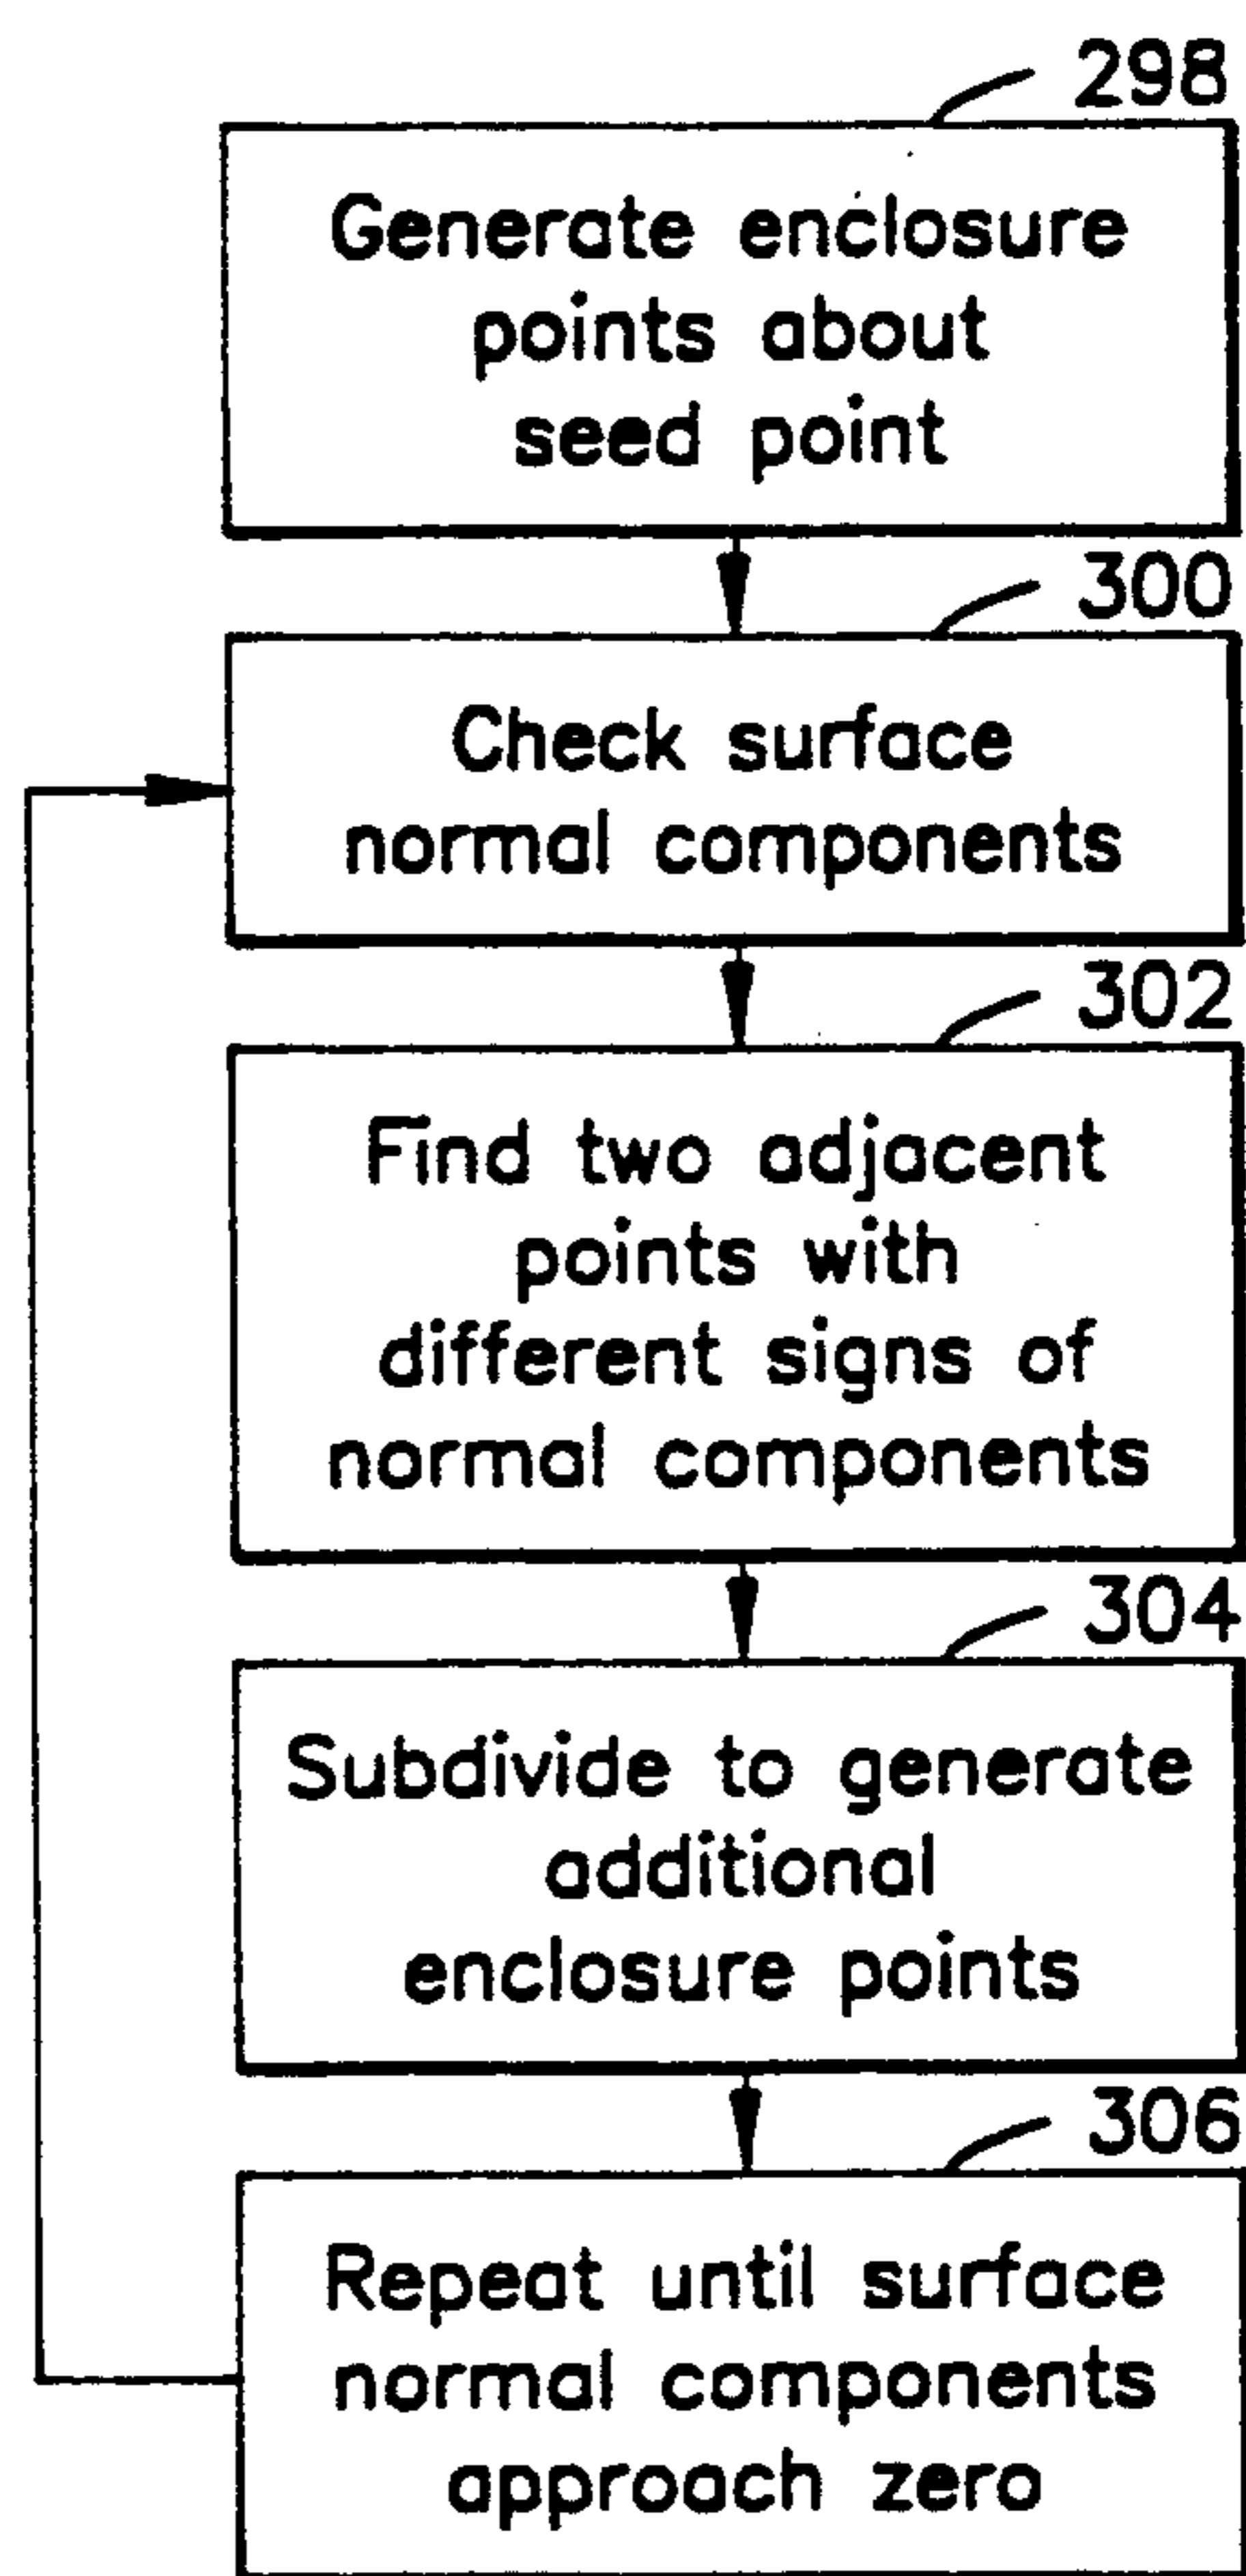 298
Generate enclosure
points about
seed point
300
Check surface
normal components
302
Find two adjacent
points with
different signs of
normal components
304
Subdivide to generate
additional
enclosure points
306
Repeat until surface
normal components
approach zero